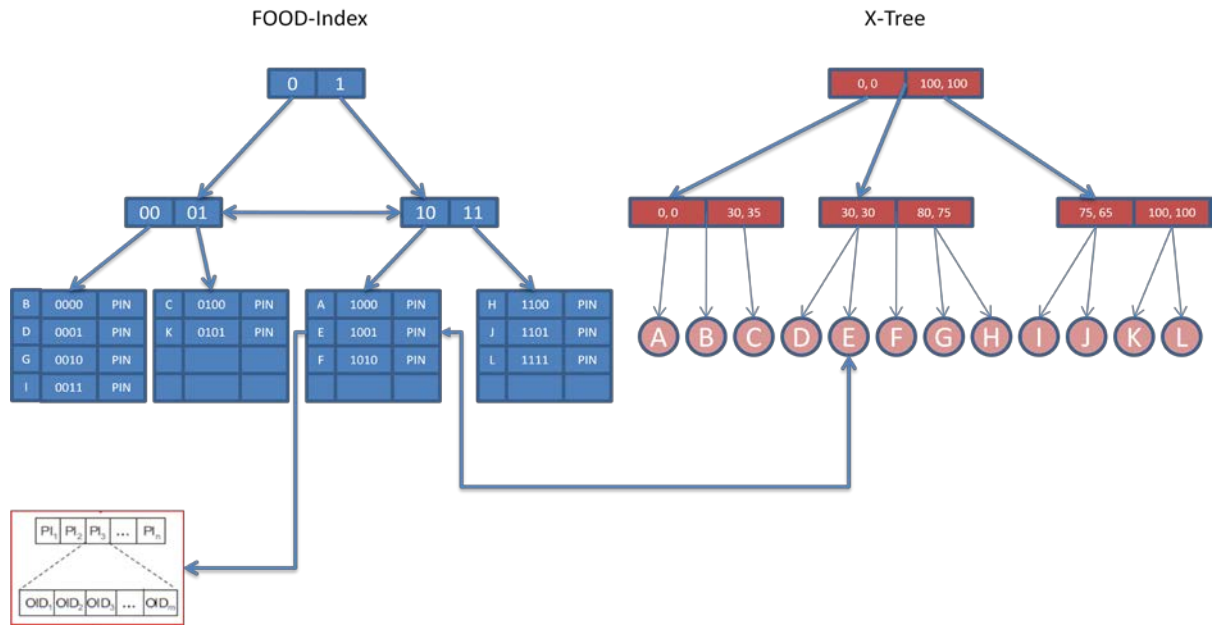 FOOD-Index
X-Tree
0 1
0, 0 100, 100
00 01
10 11
0, 0 30, 35
30, 30 80, 75
75, 65 100, 100
B 0000 PIN
D 0001 PIN
G 0010 PIN
I 0011 PIN
C 0100 PIN
K 0101 PIN
A 1000 PIN
E 1001 PIN
F 1010 PIN
H 1100 PIN
J 1101 PIN
L 1111 PIN
A B C D E F G H I J K L
PI₁ PI₂ PI₃ ... PIₙ
OID₁ OID₂ OID₃ ... OIDₘ